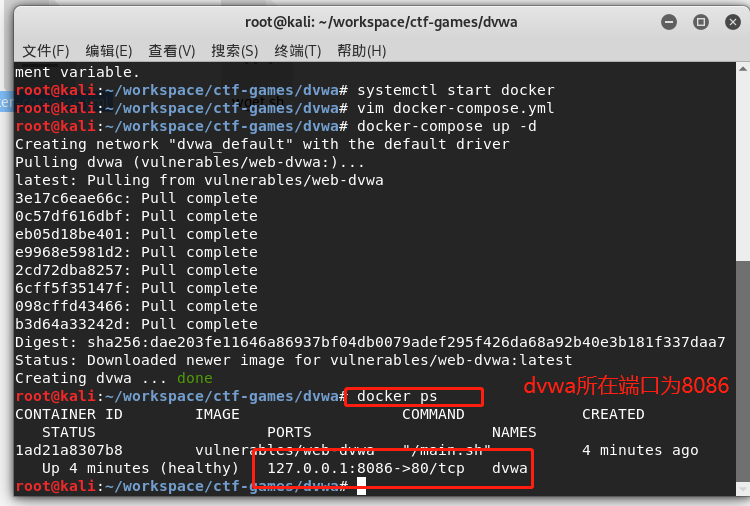 root@kali: ~/workspace/ctf-games/dvwa
文件(F) 编辑(E) 查看(V) 搜索(S) 终端(T) 帮助(H)
ment variable.
root@kali:~/workspace/ctf-games/dvwa# systemctl start docker
root@kali:~/workspace/ctf-games/dvwa# vim docker-compose.yml
root@kali:~/workspace/ctf-games/dvwa# docker-compose up -d
Creating network "dvwa_default" with the default driver
Pulling dvwa (vulnerables/web-dvwa:)...
latest: Pulling from vulnerables/web-dvwa
3e17c6eae66c: Pull complete
0c57df616dbf: Pull complete
eb05d18be401: Pull complete
e9968e5981d2: Pull complete
2cd72dba8257: Pull complete
6cff5f35147f: Pull complete
098cffd43466: Pull complete
b3d64a33242d: Pull complete
Digest: sha256:dae203fe11646a86937bf04db0079adef295f426da68a92b40e3b181f337daa7
Status: Downloaded newer image for vulnerables/web-dvwa:latest
Creating dvwa ... done
root@kali:~/workspace/ctf-games/dvwa# docker ps
dvwa所在端口为8086
CONTAINER ID IMAGE COMMAND CREATED
STATUS PORTS NAMES
1ad21a8307b8 vulnerables/web-dvwa "/main.sh" 4 minutes ago
Up 4 minutes (healthy) 127.0.0.1:8086->80/tcp dvwa
root@kali:~/workspace/ctf-games/dvwa#